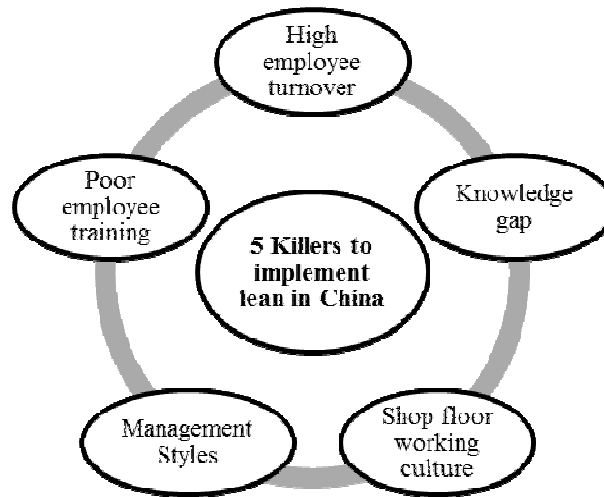 High
employee
turnover
Knowledge
gap
Shop floor
working
culture
Management
Styles
Poor
employee
training
5 Killers to
implement
lean in China